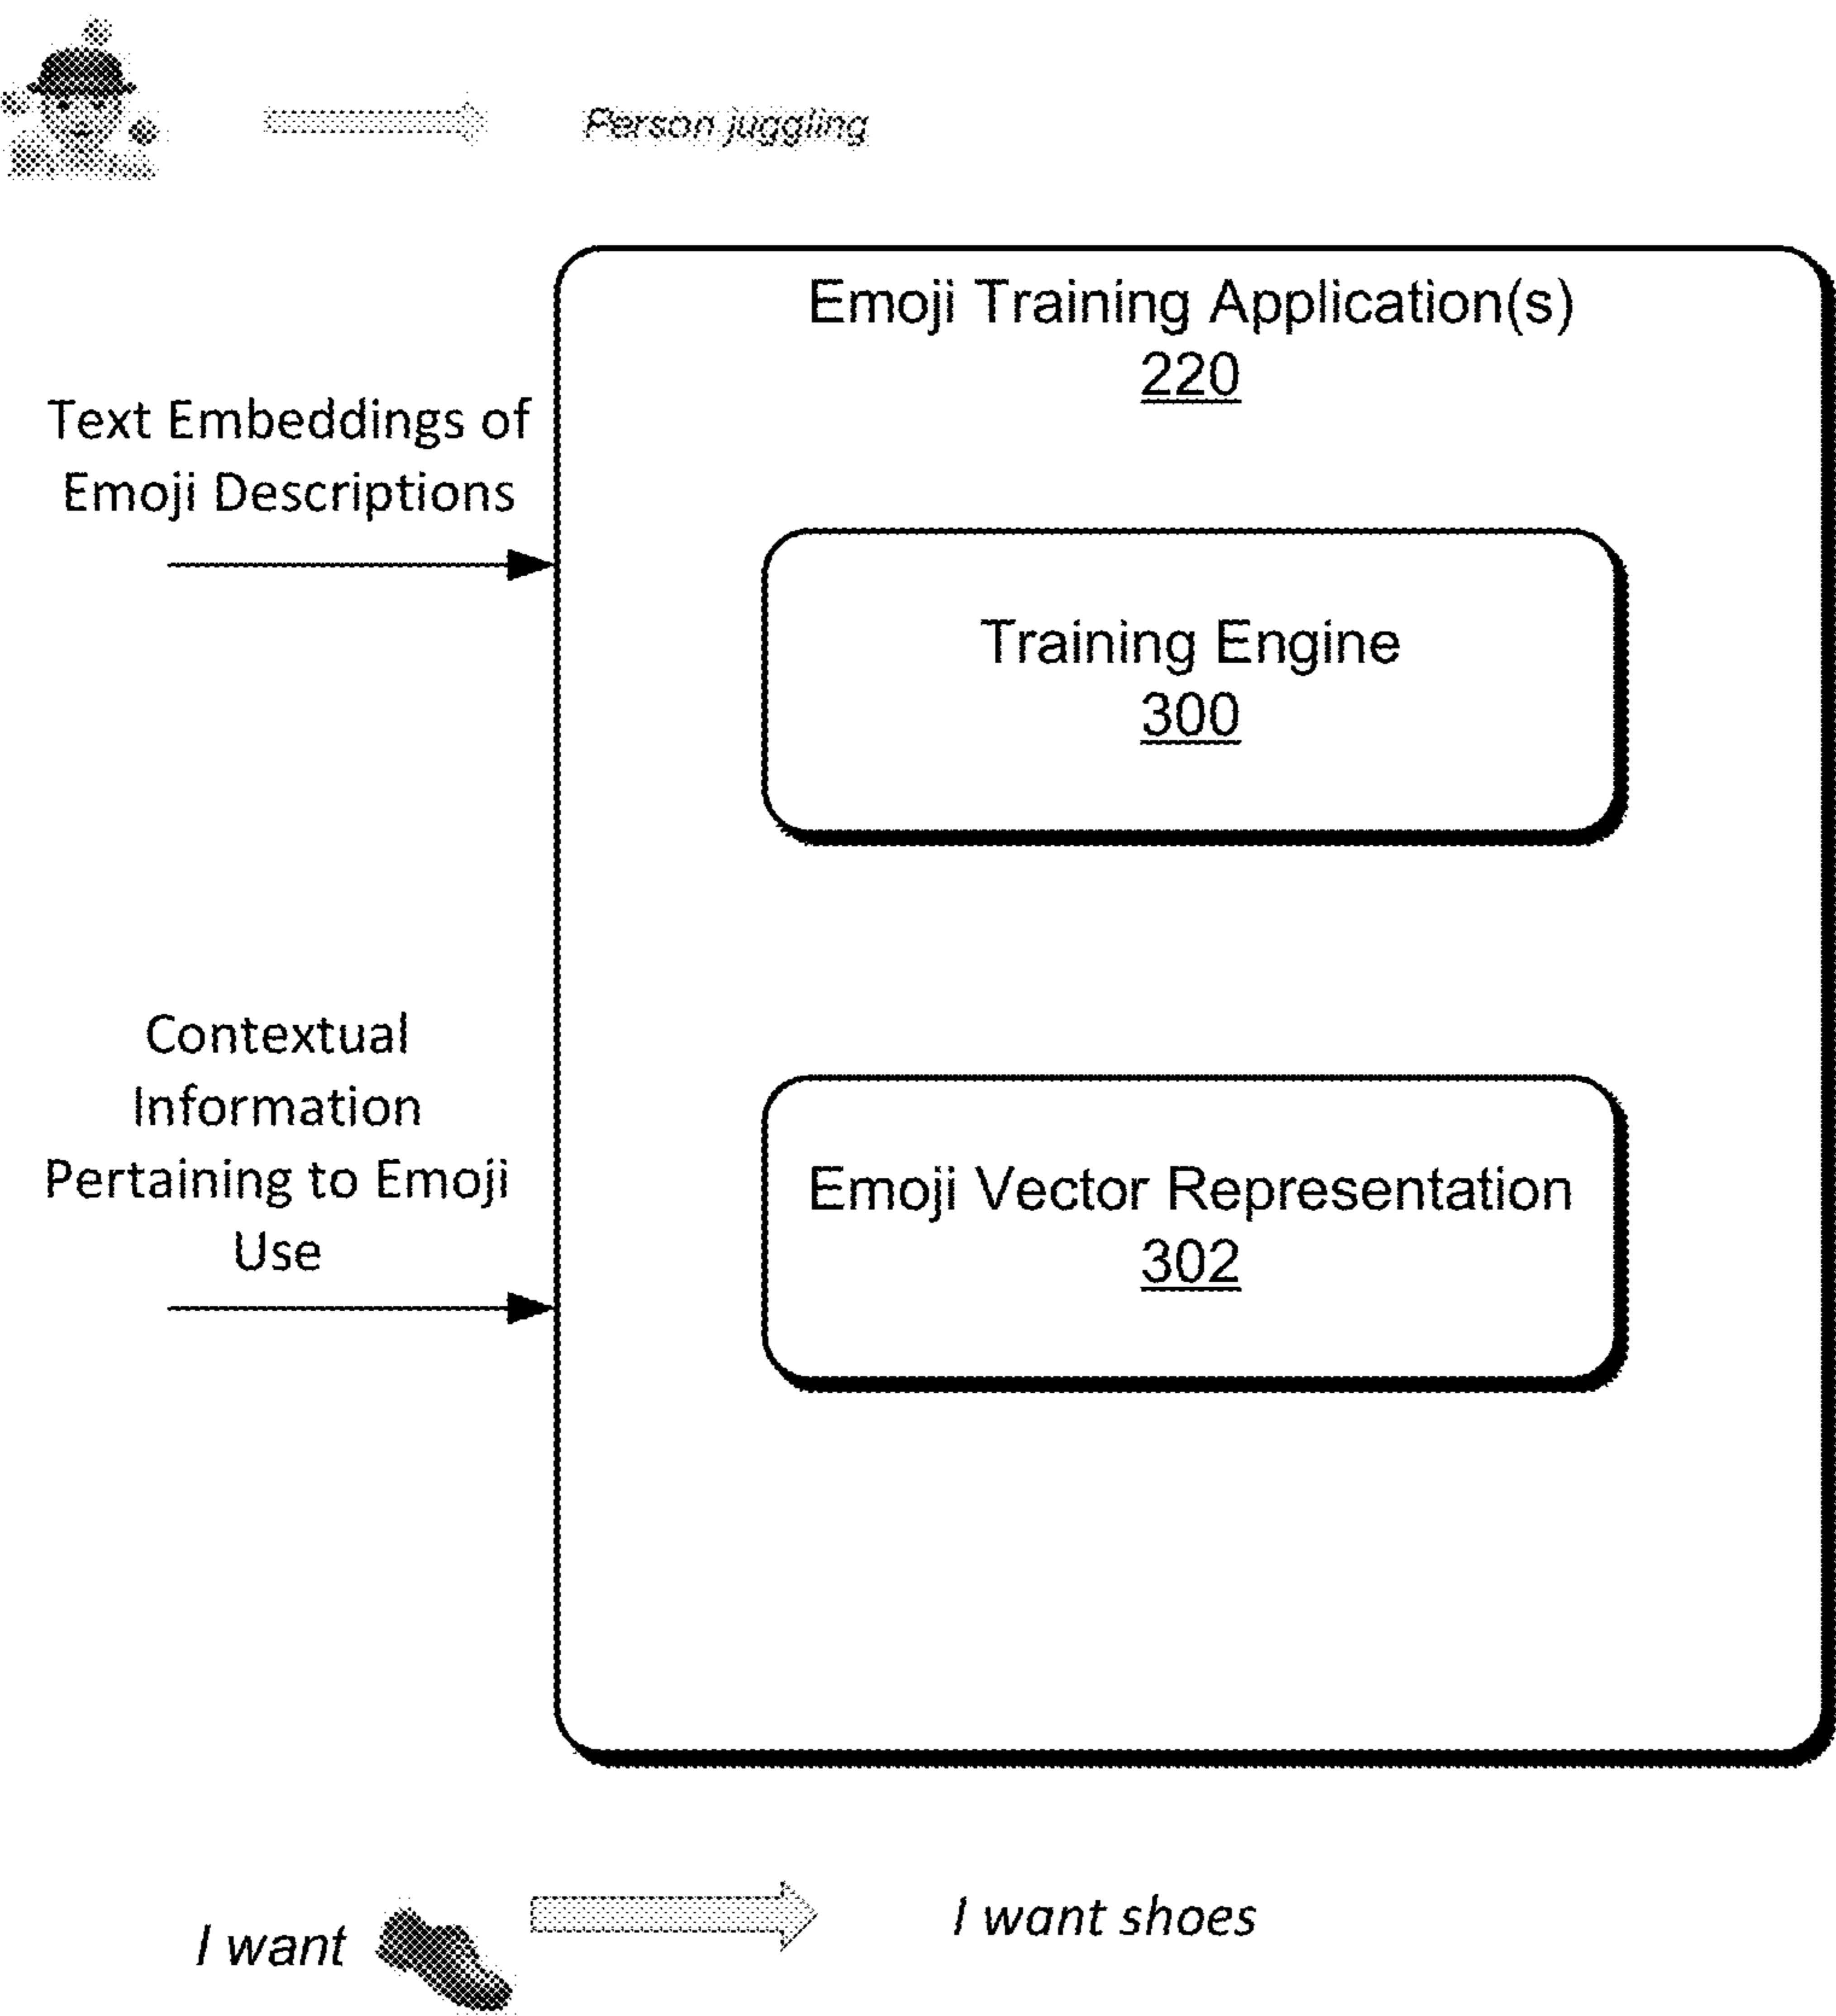 Person juggling
Emoji Training Application(s)
220
Text Embeddings of
Emoji Descriptions
Training Engine
300
Contextual
Information
Pertaining to Emoji
Use
Emoji Vector Representation
302
I want
I want shoes